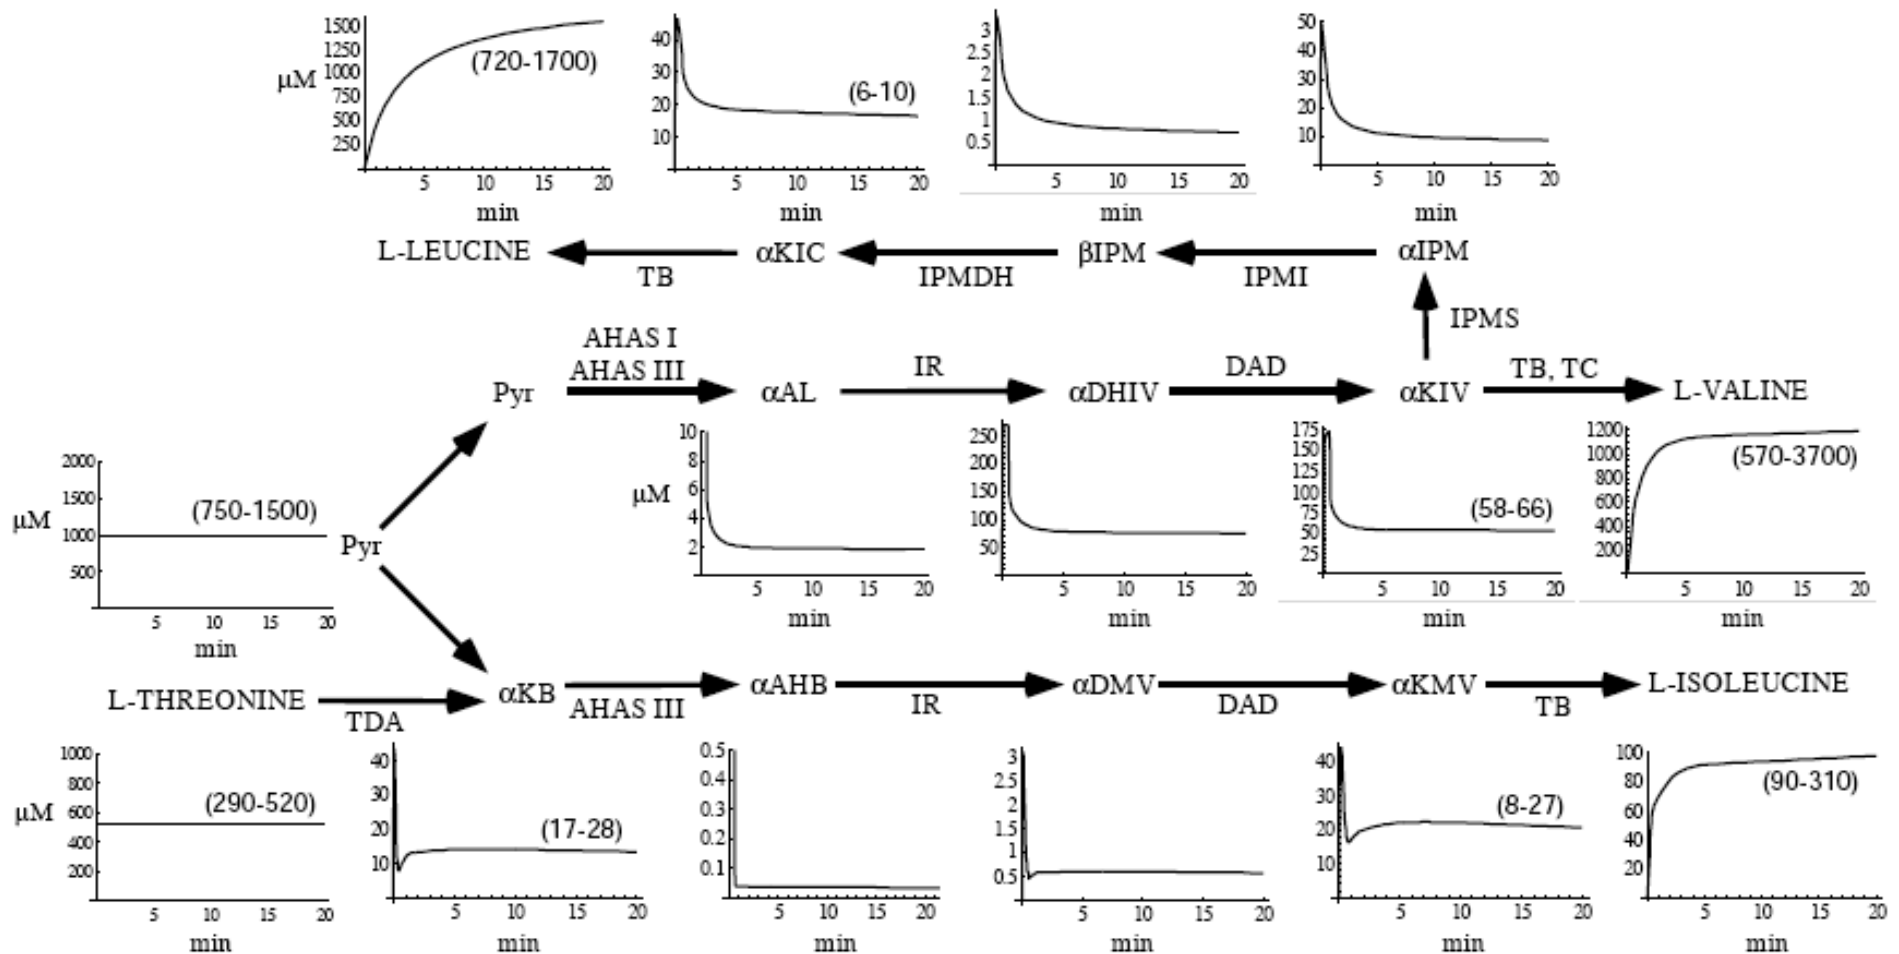 1500
1250
1000
750
500
250
μM
(720-1700)
5 10 15 20
min
40
30
20
10
(6-10)
5 10 15 20
min
3
2.5
2
1.5
1
0.5
5 10 15 20
min
50
40
30
20
10
5 10 15 20
min
L-LEUCINE αKIC βIPM αIPM
TB IPMDH IPMI
IPMS
AHAS I
AHAS III IR DAD TB, TC
Pyr αAL αDHIV αKIV L-VALINE
2000
1500
1000
500
μM
(750-1500)
5 10 15 20
min
Pyr
10
8
6
4
2
μM
5 10 15 20
min
250
200
150
100
50
5 10 15 20
min
175
150
125
100
75
50
25
(58-66)
5 10 15 20
min
1200
1000
800
600
400
200
(570-3700)
5 10 15 20
min
L-THREONINE αKB αAHB αDMV αKMV L-ISOLEUCINE
TDA AHAS III IR DAD TB
1000
800
600
400
200
μM
(290-520)
5 10 15 20
min
40
30
20
10
(17-28)
5 10 15 20
min
0.5
0.4
0.3
0.2
0.1
5 10 15 20
min
3
2.5
2
1.5
1
0.5
5 10 15 20
min
40
30
20
10
(8-27)
5 10 15 20
min
100
80
60
40
20
(90-310)
5 10 15 20
min